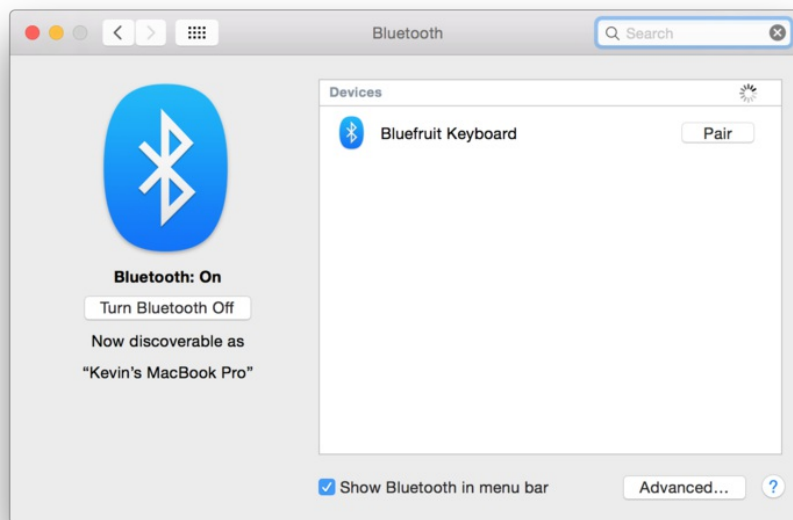 Bluetooth
Search
Devices
Bluefruit Keyboard
Pair
Bluetooth: On
Turn Bluetooth Off
Now discoverable as
“Kevin’s MacBook Pro”
Show Bluetooth in menu bar
Advanced...
?